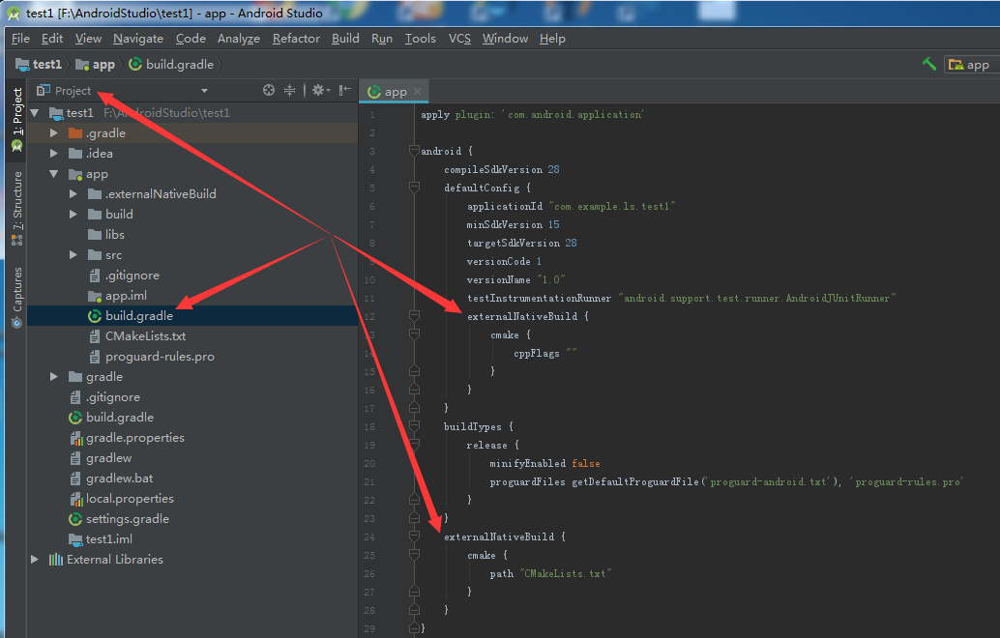 test1 [F:\AndroidStudio\test1] - app - Android Studio
File Edit View Navigate Code Analyze Refactor Build Run Tools VCS Window Help
test1 app build.gradle app
Project
app
1: Project
7: Structure
Captures
test1 F:\AndroidStudio\test1
.gradle
.idea
app
.externalNativeBuild
build
libs
src
.gitignore
app.iml
build.gradle
CMakeLists.txt
proguard-rules.pro
gradle
.gitignore
build.gradle
gradle.properties
gradlew
gradlew.bat
local.properties
settings.gradle
test1.iml
External Libraries
1 apply plugin: 'com.android.application'
2
3 android {
4 compileSdkVersion 28
5 defaultConfig {
6 applicationId "com.example.ls.test1"
7 minSdkVersion 15
8 targetSdkVersion 28
9 versionCode 1
10 versionName "1.0"
11 testInstrumentationRunner "android.support.test.runner.AndroidJUnitRunner"
12 externalNativeBuild {
13 cmake {
14 cppFlags ""
15 }
16 }
17 }
18 buildTypes {
19 release {
20 minifyEnabled false
21 proguardFiles getDefaultProguardFile('proguard-android.txt'), 'proguard-rules.pro'
22 }
23 }
24 externalNativeBuild {
25 cmake {
26 path "CMakeLists.txt"
27 }
28 }
29 }